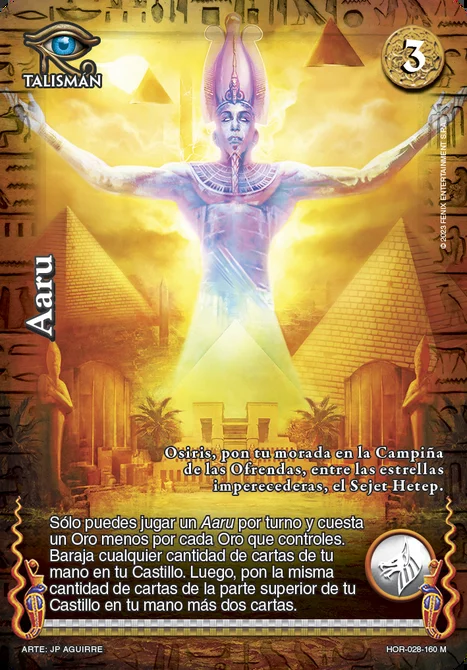 TALISMÁN
3
© 2023 FENIX ENTERTAINMENT S.P.A.
Aaru
Osiris, pon tu morada en la Campiña
de las Ofrendas, entre las estrellas
imperecederas, el Sejet Hetep.
Sólo puedes jugar un Aaru por turno y cuesta
un Oro menos por cada Oro que controles.
Baraja cualquier cantidad de cartas de tu
mano en tu Castillo. Luego, pon la misma
cantidad de cartas de la parte superior de tu
Castillo en tu mano más dos cartas.
ARTE: JP AGUIRRE
HOR-028-160 M